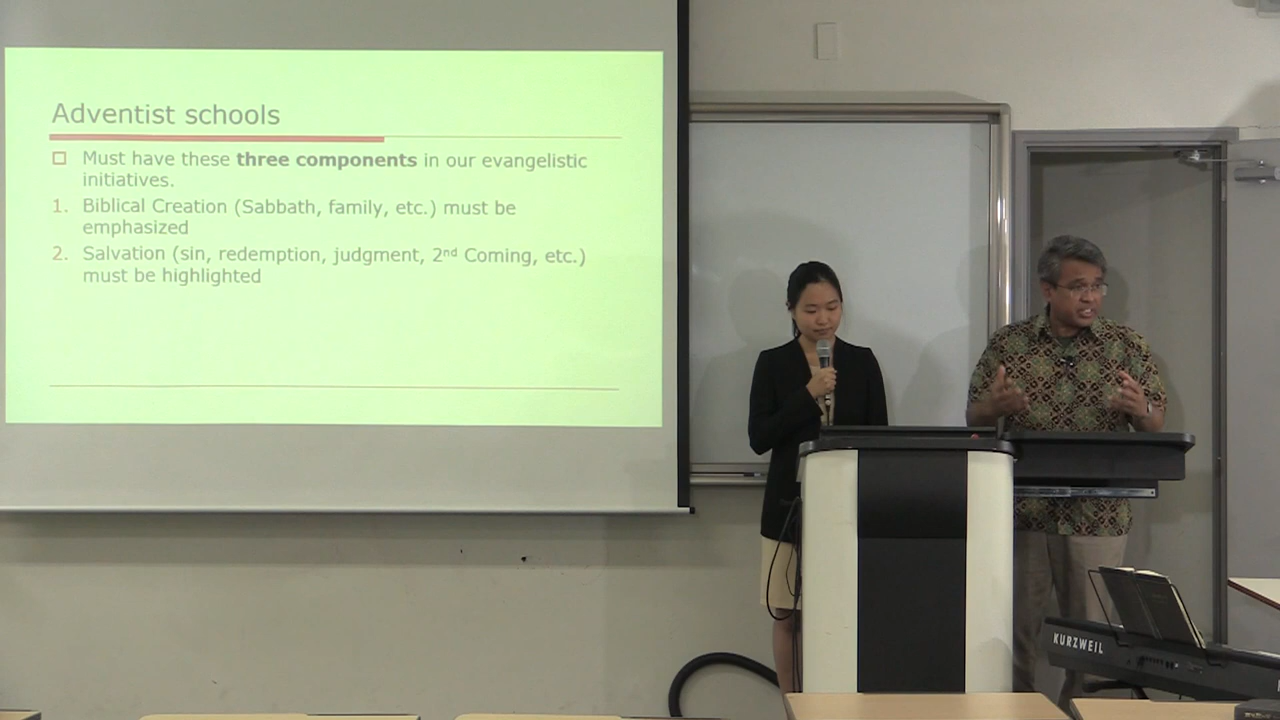 Adventist schools
Must have these three components in our evangelistic
initiatives.
1. Biblical Creation (Sabbath, family, etc.) must be
emphasized
2. Salvation (sin, redemption, judgment, 2nd Coming, etc.)
must be highlighted
KURZWEIL